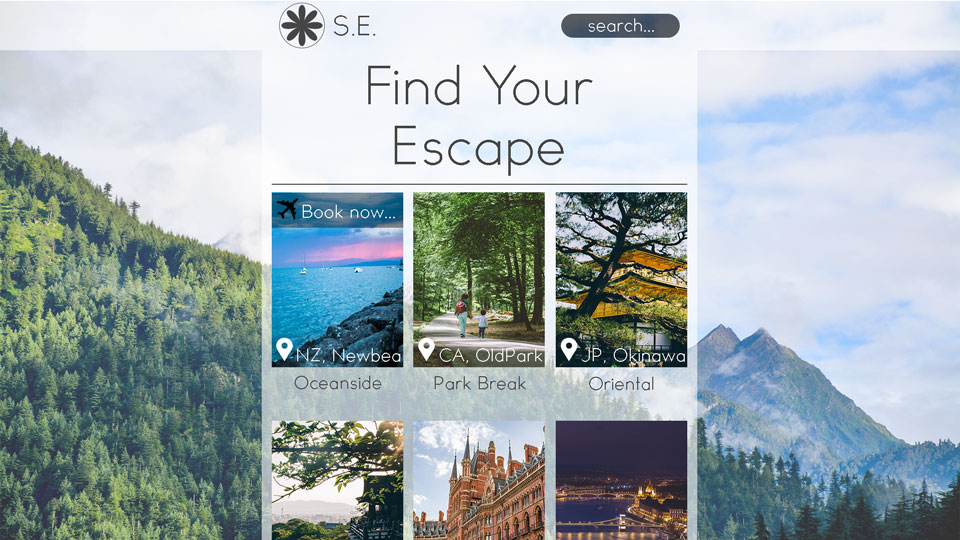 S.E.
search...
Find Your
Escape
Book now...
NZ, Newbea
CA, OldPark
JP, Okinawa
Oceanside
Park Break
Oriental